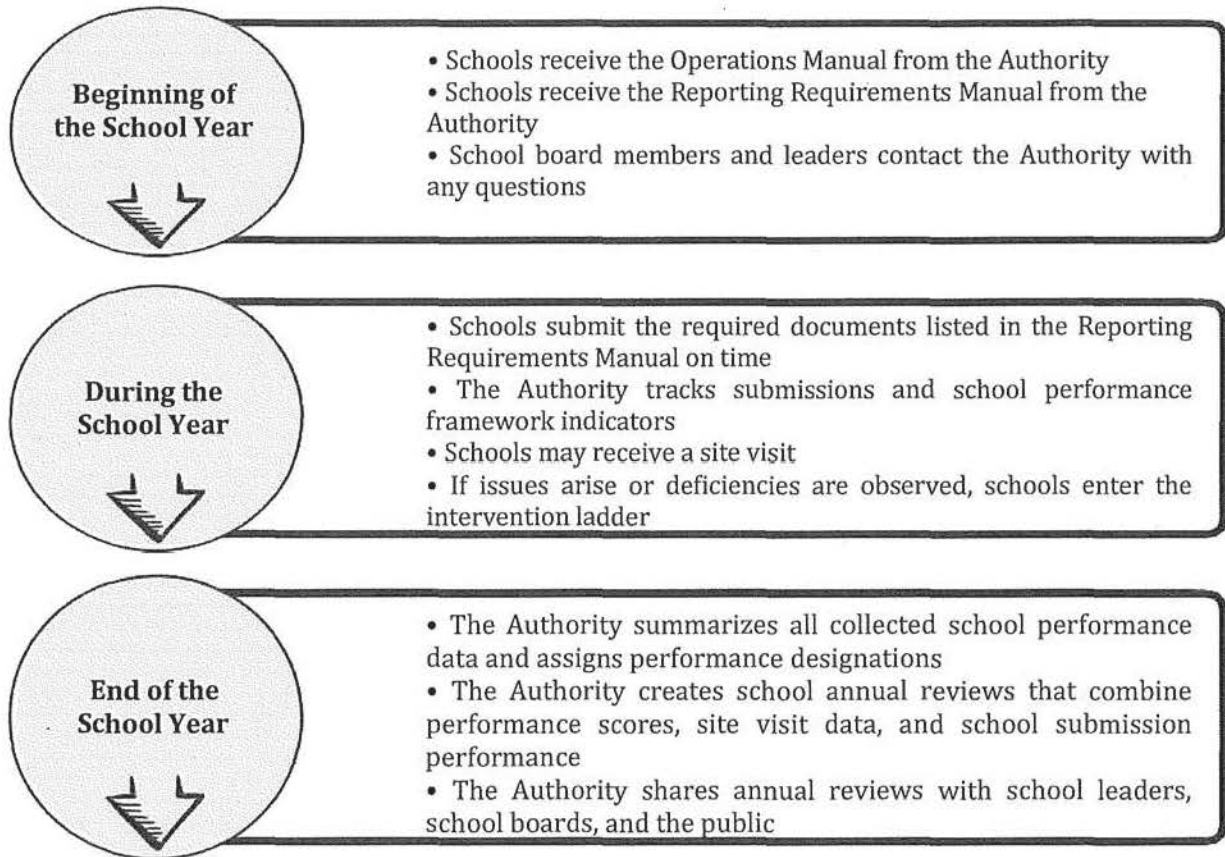 Beginning of
the School Year
• Schools receive the Operations Manual from the Authority
• Schools receive the Reporting Requirements Manual from the
Authority
• School board members and leaders contact the Authority with
any questions
During the
School Year
• Schools submit the required documents listed in the Reporting
Requirements Manual on time
• The Authority tracks submissions and school performance
framework indicators
• Schools may receive a site visit
• If issues arise or deficiencies are observed, schools enter the
intervention ladder
End of the
School Year
• The Authority summarizes all collected school performance
data and assigns performance designations
• The Authority creates school annual reviews that combine
performance scores, site visit data, and school submission
performance
• The Authority shares annual reviews with school leaders,
school boards, and the public